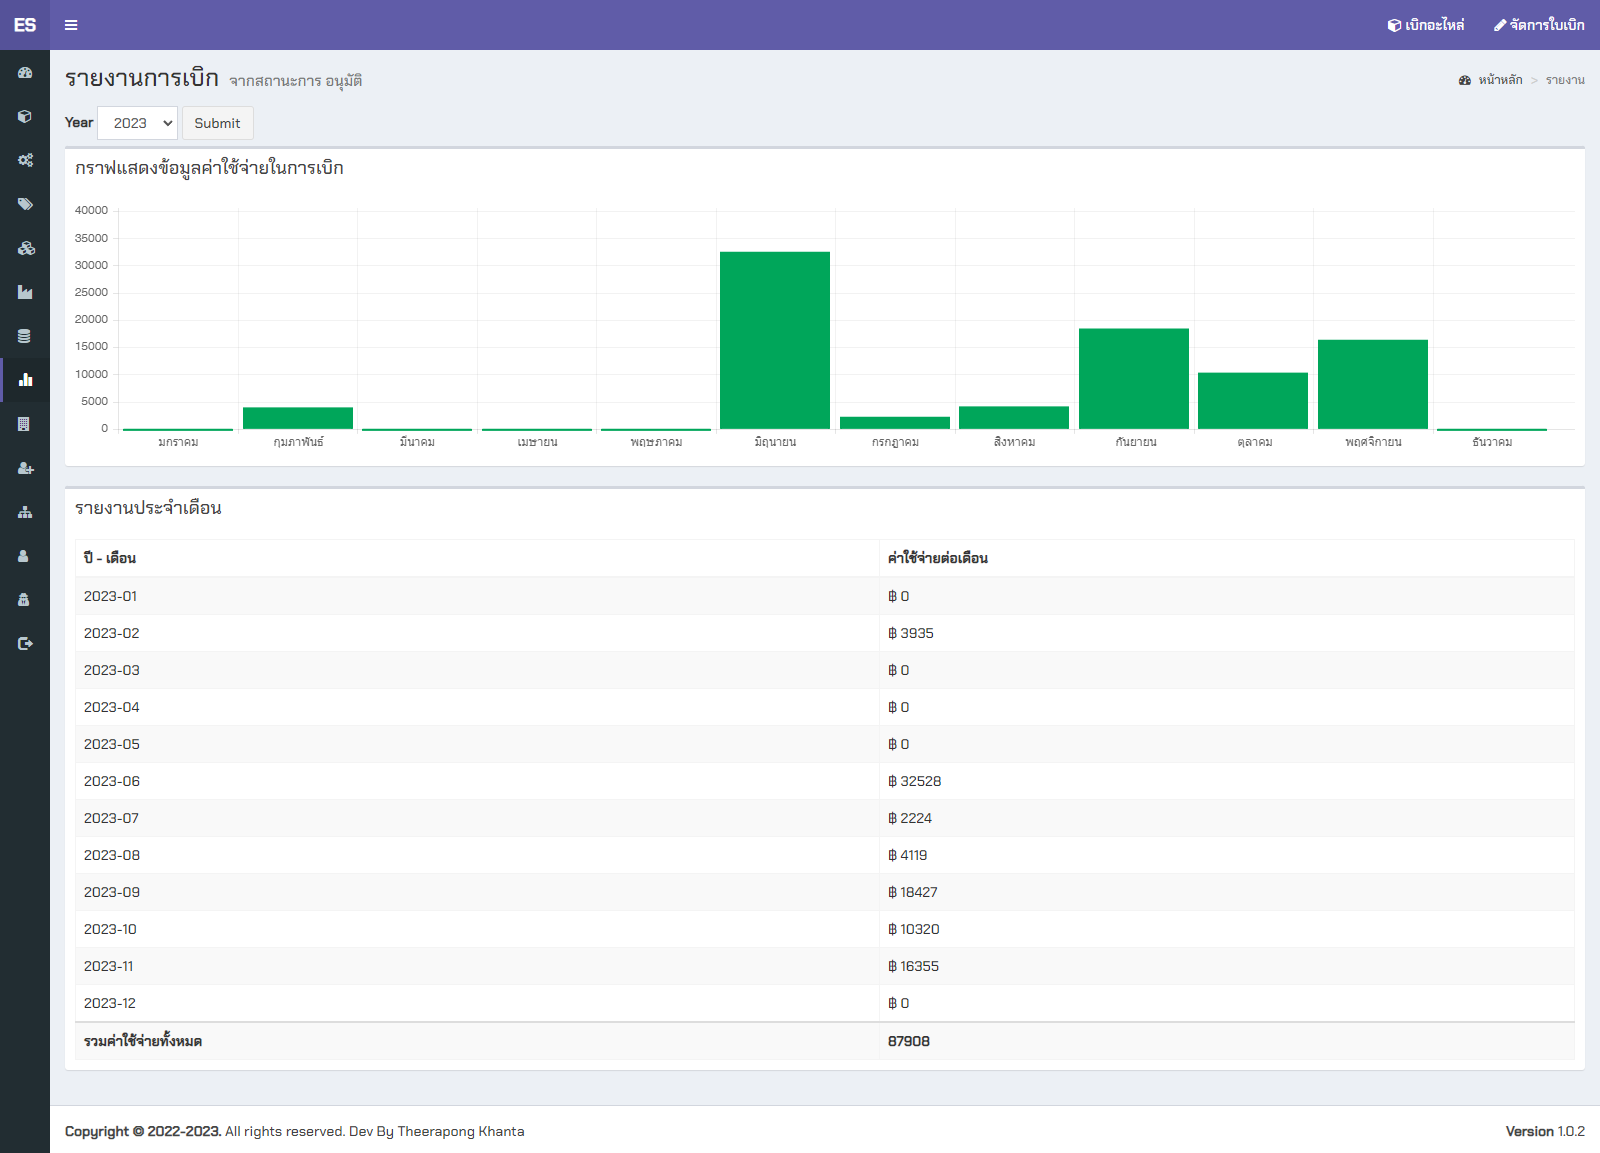 ES
เบิกอะไหล่ จัดการใบเบิก
รายงานการเบิก จากสถานะการ อนุมัติ
หน้าหลัก > รายงาน
Year 2023 Submit
กราฟแสดงข้อมูลค่าใช้จ่ายในการเบิก
40000
35000
30000
25000
20000
15000
10000
5000
0
มกราคม กุมภาพันธ์ มีนาคม เมษายน พฤษภาคม มิถุนายน กรกฎาคม สิงหาคม กันยายน ตุลาคม พฤศจิกายน ธันวาคม
รายงานประจำเดือน
ปี - เดือน ค่าใช้จ่ายต่อเดือน
2023-01 ฿ 0
2023-02 ฿ 3935
2023-03 ฿ 0
2023-04 ฿ 0
2023-05 ฿ 0
2023-06 ฿ 32528
2023-07 ฿ 2224
2023-08 ฿ 4119
2023-09 ฿ 18427
2023-10 ฿ 10320
2023-11 ฿ 16355
2023-12 ฿ 0
รวมค่าใช้จ่ายทั้งหมด 87908
Copyright © 2022-2023. All rights reserved. Dev By Theerapong Khanta Version 1.0.2